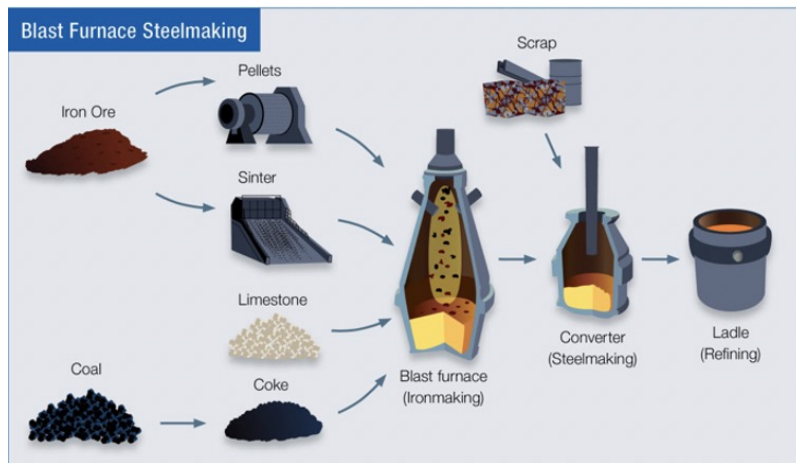 Blast Furnace Steelmaking
Scrap
Pellets
Iron Ore
Sinter
Limestone
Converter
(Steelmaking)
Ladle
(Refining)
Coal
Coke
Blast furnace
(Ironmaking)